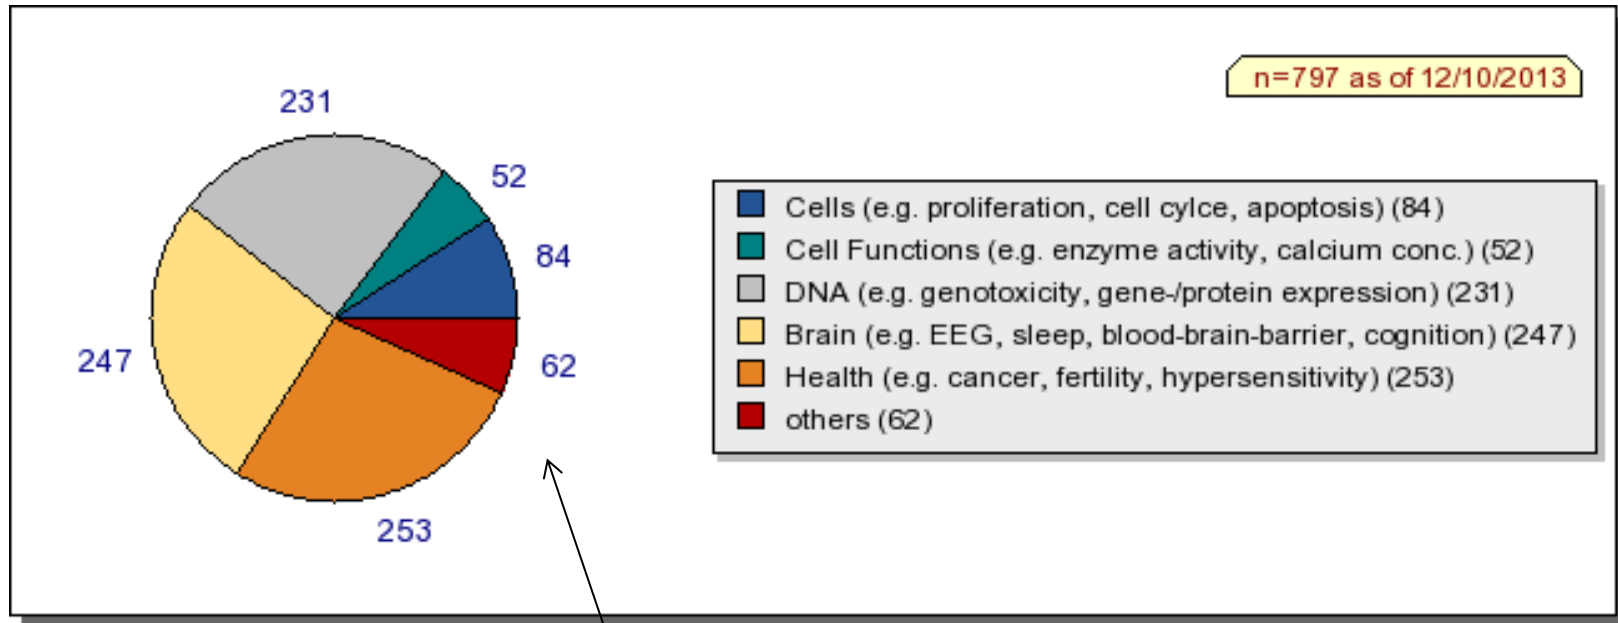 n=797 as of 12/10/2013
231
52
84
247
62
253
Cells (e.g. proliferation, cell cylce, apoptosis) (84)
Cell Functions (e.g. enzyme activity, calcium conc.) (52)
DNA (e.g. genotoxicity, gene-/protein expression) (231)
Brain (e.g. EEG, sleep, blood-brain-barrier, cognition) (247)
Health (e.g. cancer, fertility, hypersensitivity) (253)
others (62)